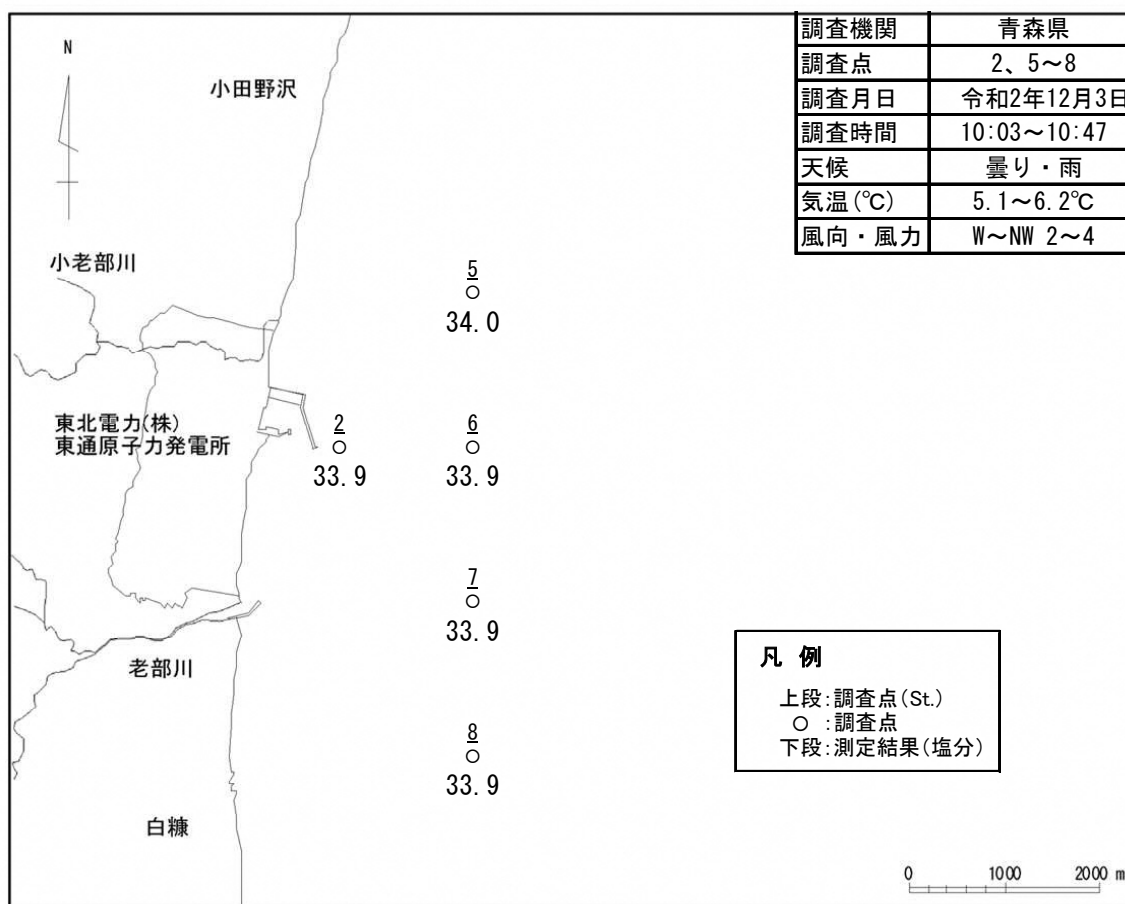 調査機関 青森県
調査点 2、5~8
調査月日 令和2年12月3日
調査時間 10:03~10:47
天候 曇り・雨
気温(℃) 5.1~6.2℃
風向・風力 W~NW 2~4
N
小田野沢
小老部川
5
34.0
東北電力(株)
東通原子力発電所
2
33.9
6
33.9
7
33.9
老部川
8
33.9
白糠
凡 例
上段:調査点(St.)
○ :調査点
下段:測定結果(塩分)
0 1000 2000 m